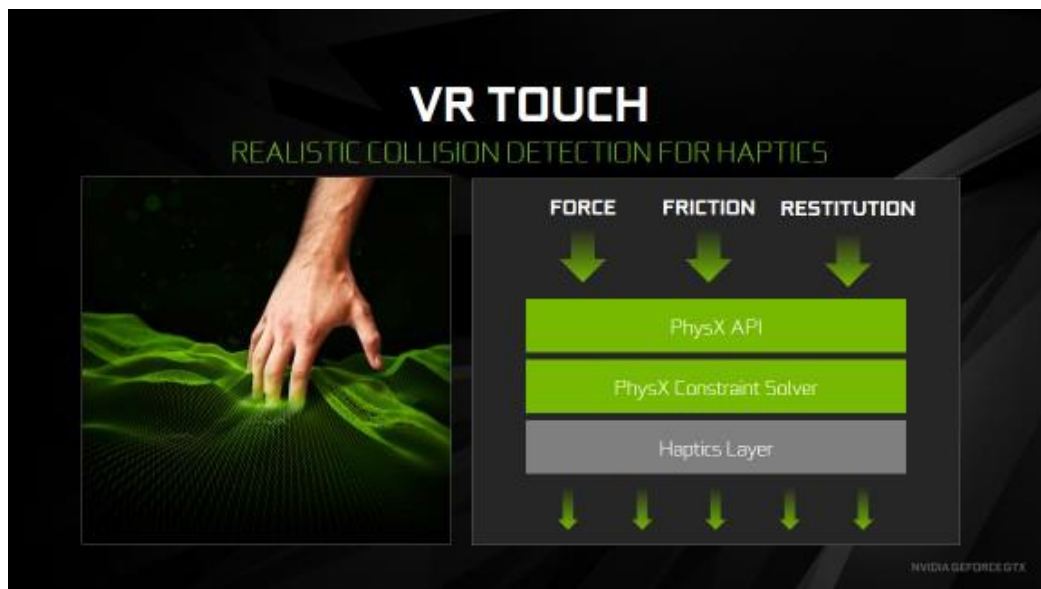 VR TOUCH
REALISTIC COLLISION DETECTION FOR HAPTICS
FORCE FRICTION RESTITUTION
PhysX API
PhysX Constraint Solver
Haptics Layer
NVIDIA GEFORCE GTX